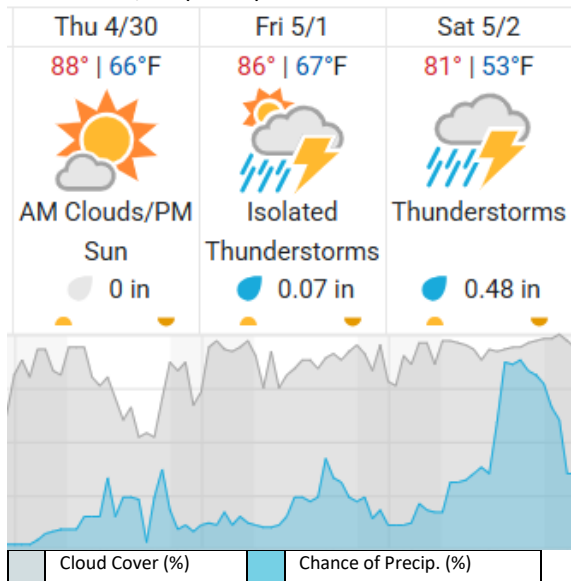 Thu 4/30
Fri 5/1
Sat 5/2
88° | 66°F
86° | 67°F
81° | 53°F
AM Clouds/PM
Sun
Isolated
Thunderstorms
Thunderstorms
0 in
0.07 in
0.48 in
Cloud Cover (%)
Chance of Precip. (%)